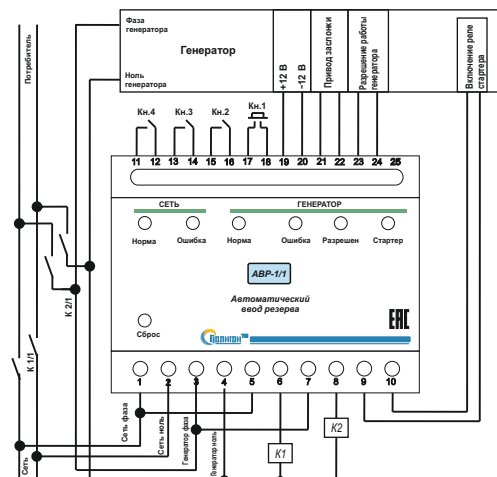 Фаза
генератора
Генератор
Ноль
генератора
+12 В
−12 В
Привод заслонки
Разрешение работы
генератора
Включение реле
стартера
Потребитель
Кн.4
Кн.3
Кн.2
Кн.1
11 12 13 14 15 16 17 18 19 20 21 22 23 24 25
СЕТЬ
ГЕНЕРАТОР
Норма
Ошибка
Норма
Ошибка
Разрешен
Стартер
АВР-1/1
Автоматический
ввод резерва
Сброс
Полигон™
ЕАС
К 2/1
К 1/1
1 2 3 4 5 6 7 8 9 10
Сеть фаза
Сеть ноль
Генератор фаза
Генератор ноль
Сеть
К1
К2